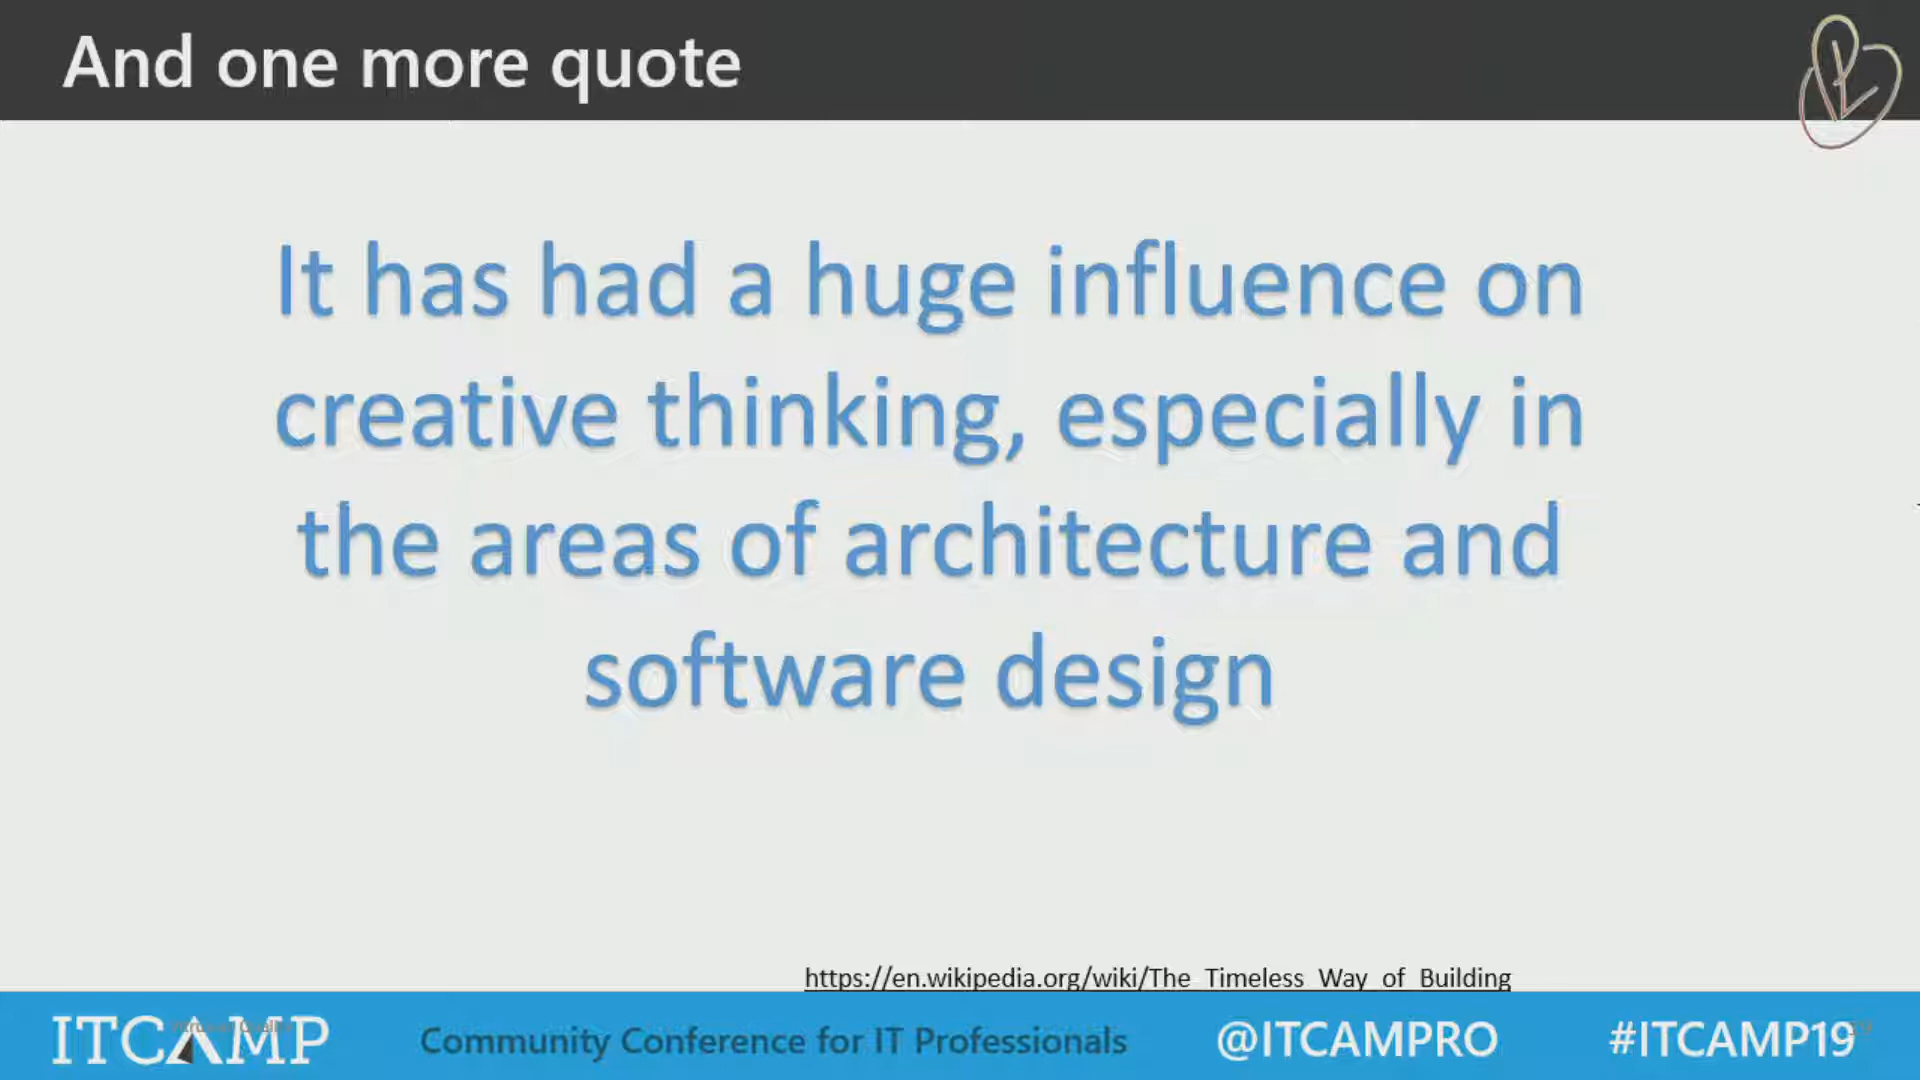 And one more quote
It has had a huge influence on
creative thinking, especially in
the areas of architecture and
software design
https://en.wikipedia.org/wiki/The_Timeless_Way_of_Building
ITCAMP
Community Conference for IT Professionals
@ITCAMPRO
#ITCAMP19